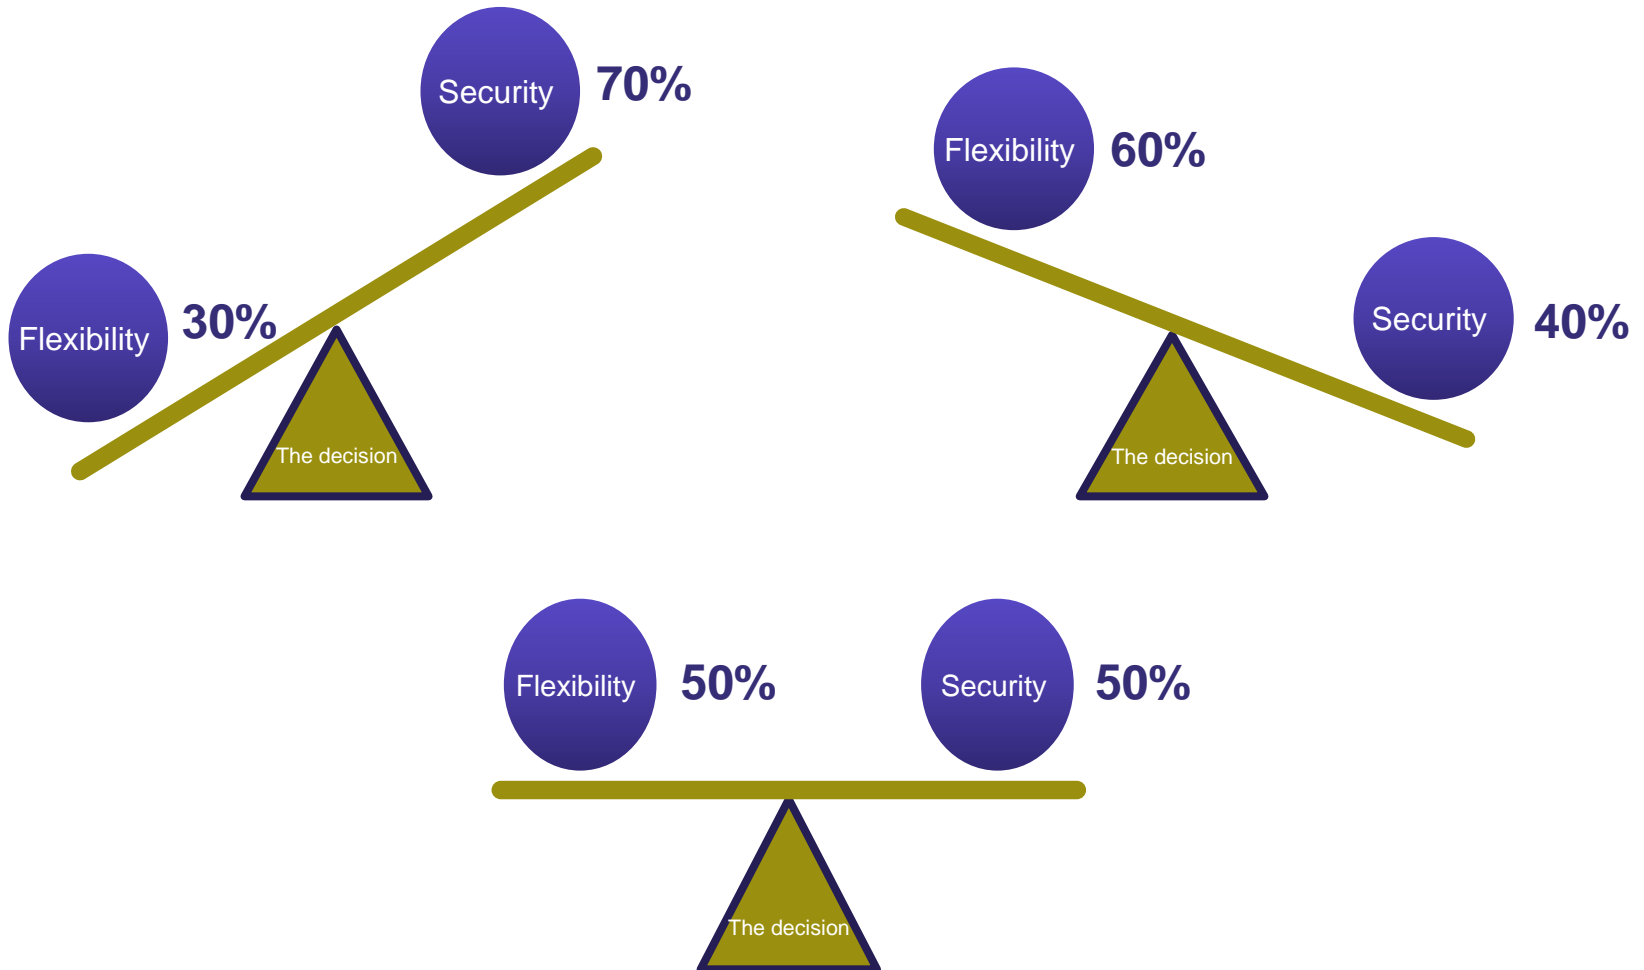 Security
70%
Flexibility
30%
The decision
Flexibility
60%
Security
40%
The decision
Flexibility
50%
Security
50%
The decision